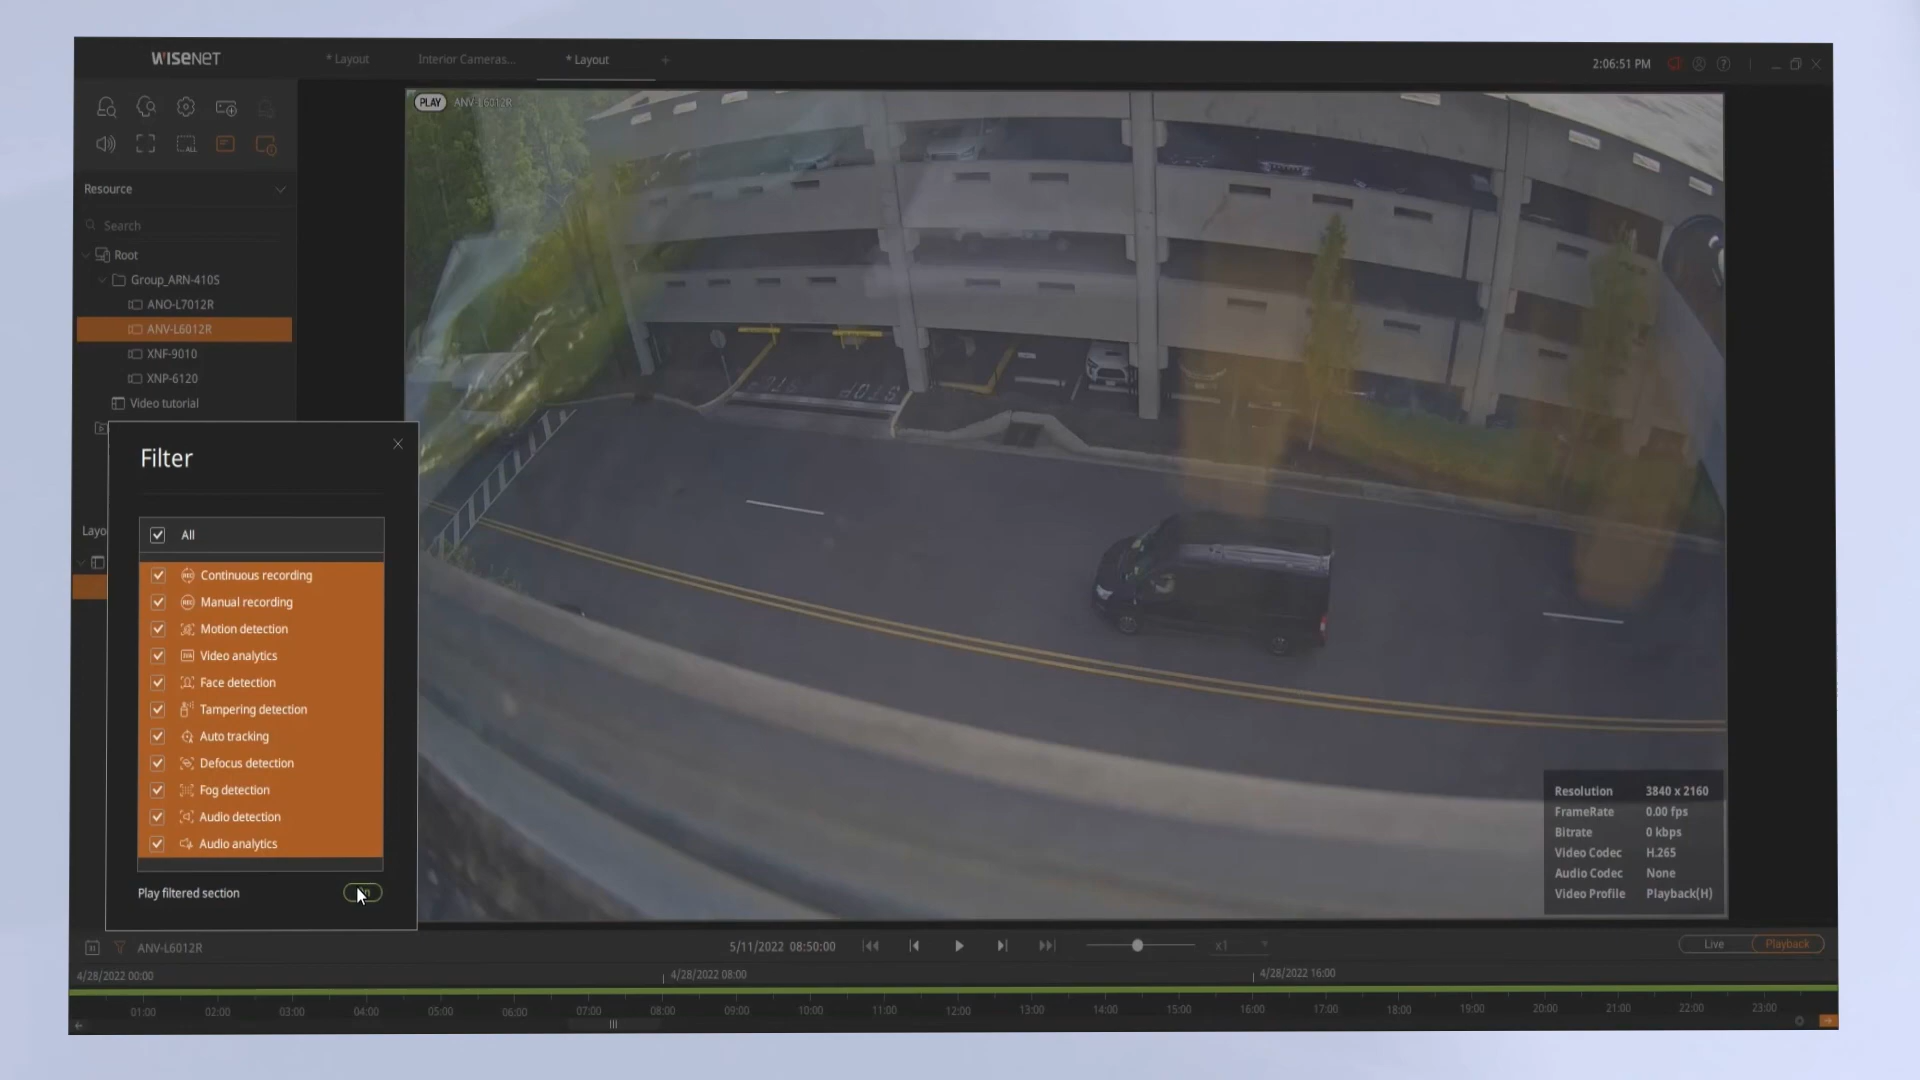 WISENET
* Layout
Interior Cameras...
* Layout
2:06:51 PM
Resource
Search
Root
Group_ARN-410S
ANO-L7012R
ANV-L6012R
XNF-9010
XNP-6120
Video tutorial
Layo
PLAY
ANV-L6012R
STOP
Filter
All
Continuous recording
Manual recording
Motion detection
Video analytics
Face detection
Tampering detection
Auto tracking
Defocus detection
Fog detection
Audio detection
Audio analytics
Play filtered section
Resolution 3840 x 2160
FrameRate 0.00 fps
Bitrate 0 kbps
Video Codec H.265
Audio Codec None
Video Profile Playback(H)
ANV-L6012R
5/11/2022 08:50:00
x1
Live
Playback
4/28/2022 00:00
4/28/2022 08:00
4/28/2022 16:00
01:00 02:00 03:00 04:00 05:00 06:00 07:00 08:00 09:00 10:00 11:00 12:00 13:00 14:00 15:00 16:00 17:00 18:00 19:00 20:00 21:00 22:00 23:00